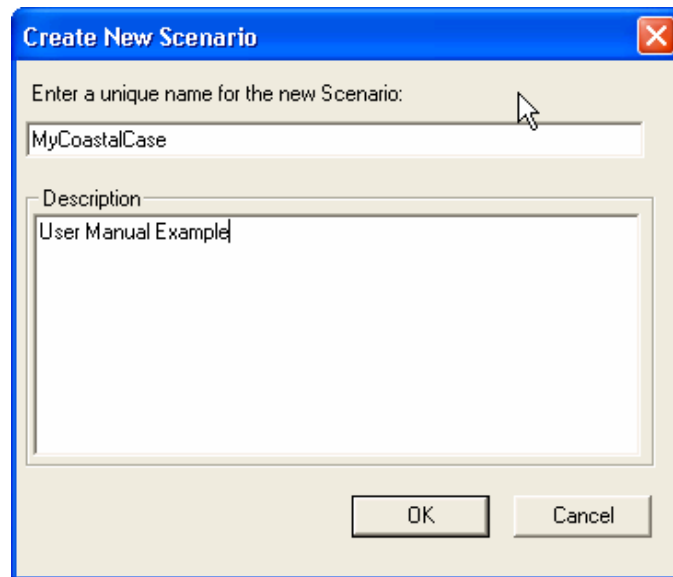 Create New Scenario
Enter a unique name for the new Scenario:
MyCoastalCase
Description
User Manual Example
OK
Cancel